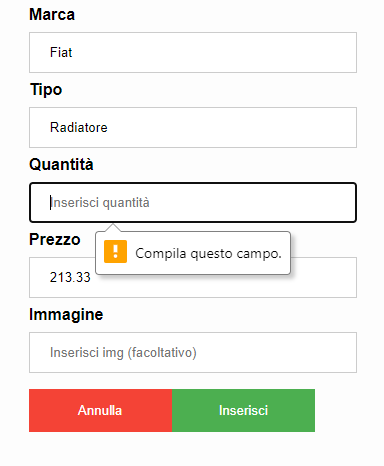 Marca
Fiat
Tipo
Radiatore
Quantità
Inserisci quantità
Prezzo
Compila questo campo.
213.33
Immagine
Inserisci img (facoltativo)
Annulla
Inserisci